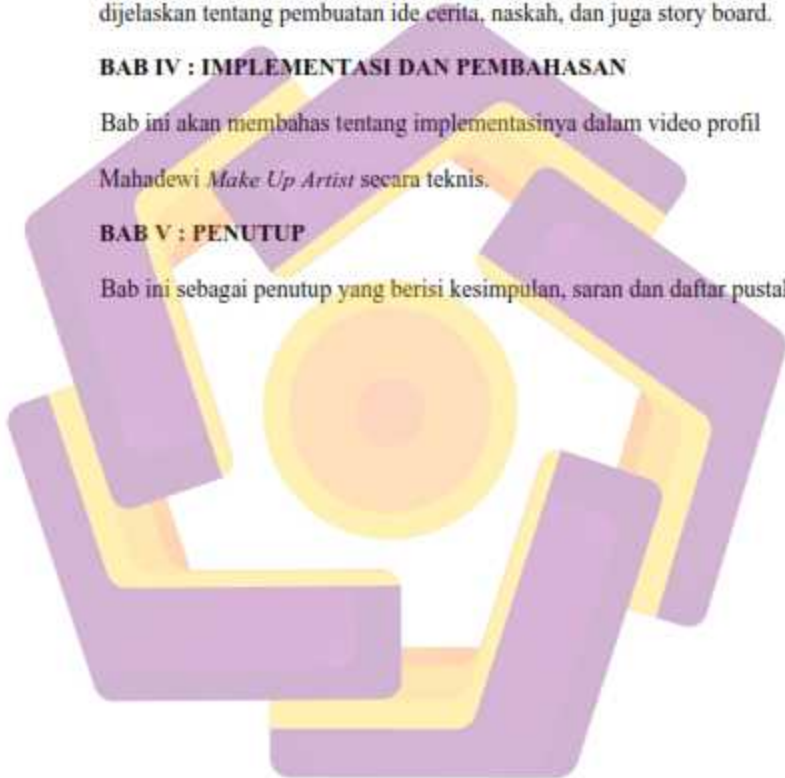 dijelaskan tentang pembuatan ide cerita, naskah, dan juga story board.
BAB IV : IMPLEMENTASI DAN PEMBAHASAN
Bab ini akan membahas tentang implementasinya dalam video profil
Mahadewi Make Up Artist secara teknis.
BAB V : PENUTUP
Bab ini sebagai penutup yang berisi kesimpulan, saran dan daftar